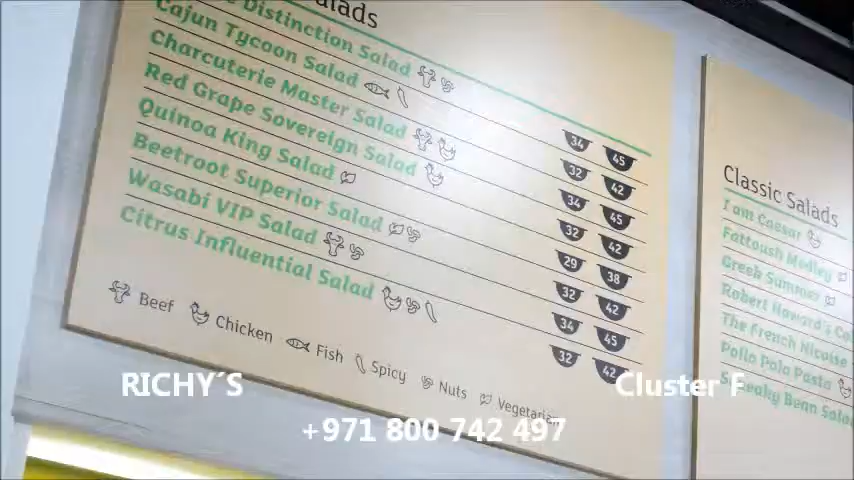 Salads
Distinction Salad 34 45
Cajun Tycoon Salad 32 42
Charcuterie Master Salad 34 45
Red Grape Sovereign Salad 32 42
Quinoa King Salad 29 38
Beetroot Superior Salad 32 42
Wasabi VIP Salad 34 45
Citrus Influential Salad 32 42
Beef Chicken Fish Spicy Nuts Vegetarian
Classic Salads
I am Caesar
Fattoush Medley
Greek Summer
Robert Howard's
The French Nicoise
Pollo Polo Pasta
Squeaky Bean Salad
RICHY´S
Cluster F
+971 800 742 497